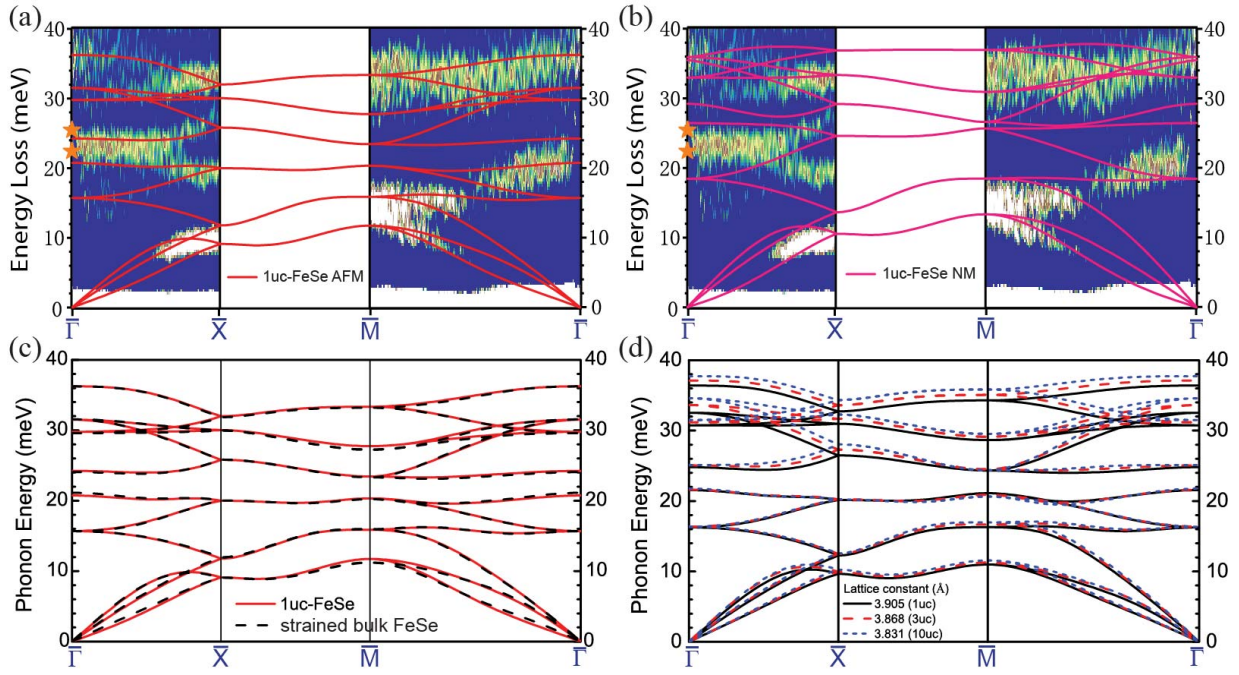 (a)
(b)
40
30
20
10
0
Energy Loss (meV)
1uc-FeSe AFM
40
30
20
10
0
Γ̅
X̅
M̅
Γ̅
40
30
20
10
0
Energy Loss (meV)
1uc-FeSe NM
40
30
20
10
0
Γ̅
X̅
M̅
Γ̅
(c)
(d)
40
30
20
10
0
Phonon Energy (meV)
1uc-FeSe
strained bulk FeSe
40
30
20
10
0
Γ̅
X̅
M̅
Γ̅
40
30
20
10
0
Phonon Energy (meV)
Lattice constant (Å)
3.905 (1uc)
3.868 (3uc)
3.831 (10uc)
40
30
20
10
0
Γ̅
X̅
M̅
Γ̅